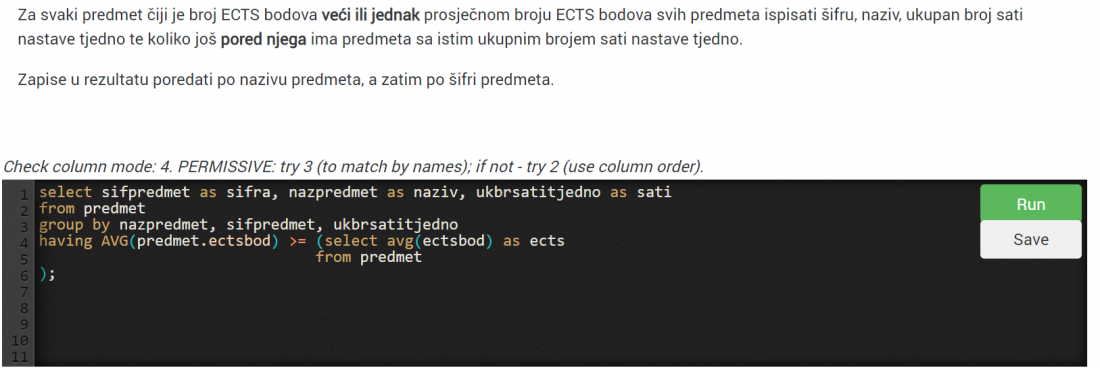 Za svaki predmet čiji je broj ECTS bodova veći ili jednak prosječnom broju ECTS bodova svih predmeta ispisati šifru, naziv, ukupan broj sati
nastave tjedno te koliko još pored njega ima predmeta sa istim ukupnim brojem sati nastave tjedno.
Zapise u rezultatu poredati po nazivu predmeta, a zatim po šifri predmeta.
Check column mode: 4. PERMISSIVE: try 3 (to match by names); if not - try 2 (use column order).
1 select sifpredmet as sifra, nazpredmet as naziv, ukbrsatitjedno as sati
2 from predmet
3 group by nazpredmet, sifpredmet, ukbrsatitjedno
4 having AVG(predmet.ectsbod) >= (select avg(ectsbod) as ects
5 from predmet
6 );
7
8
9
10
11
Run
Save